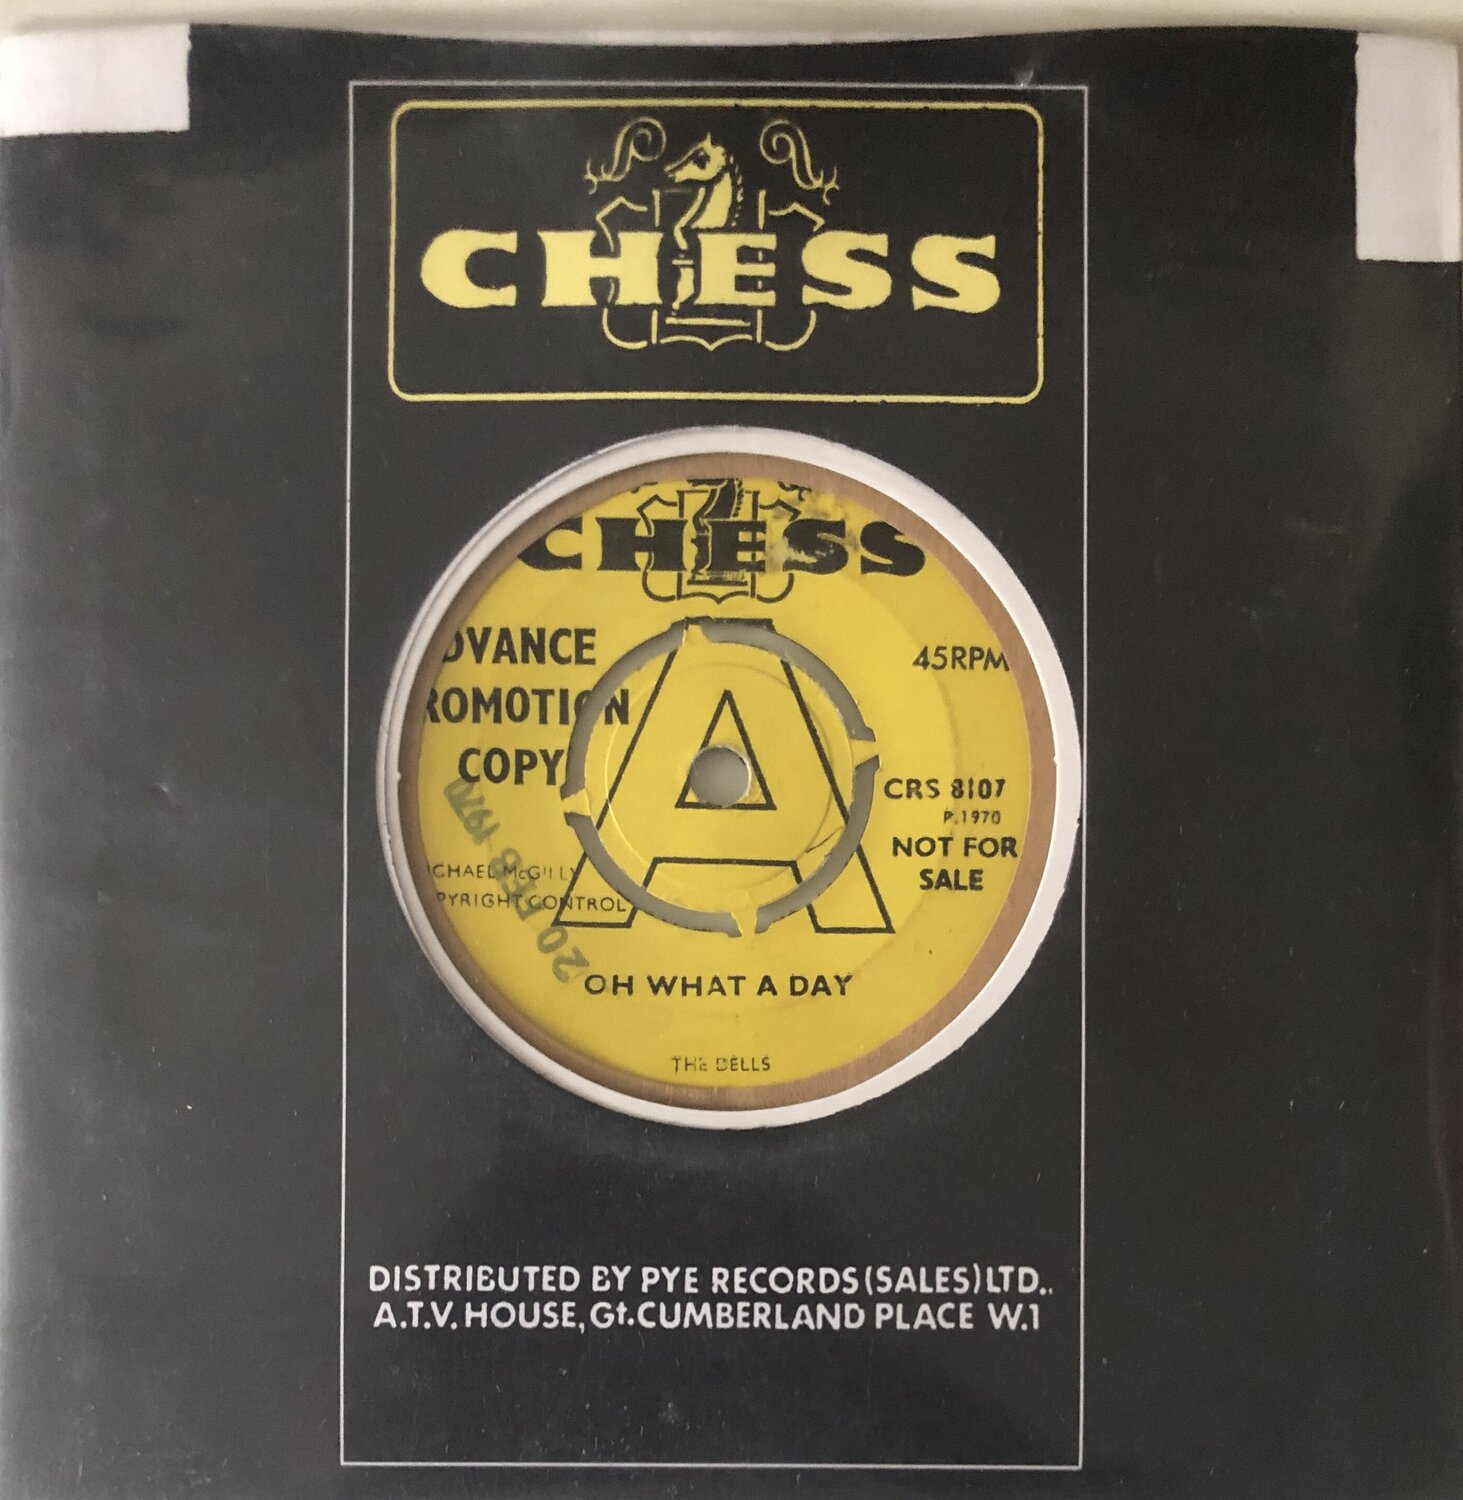 CHESS
CHESS
DVANCE
ROMOTION
COPY
45RPM
A
CRS 8107
P.1970
NOT FOR
SALE
ICHAEL McGILLY
PYRIGHT CONTROL
20 FEB 1970
OH WHAT A DAY
THE DELLS
DISTRIBUTED BY PYE RECORDS (SALES) LTD..
A.T.V. HOUSE, Gt. CUMBERLAND PLACE W.1